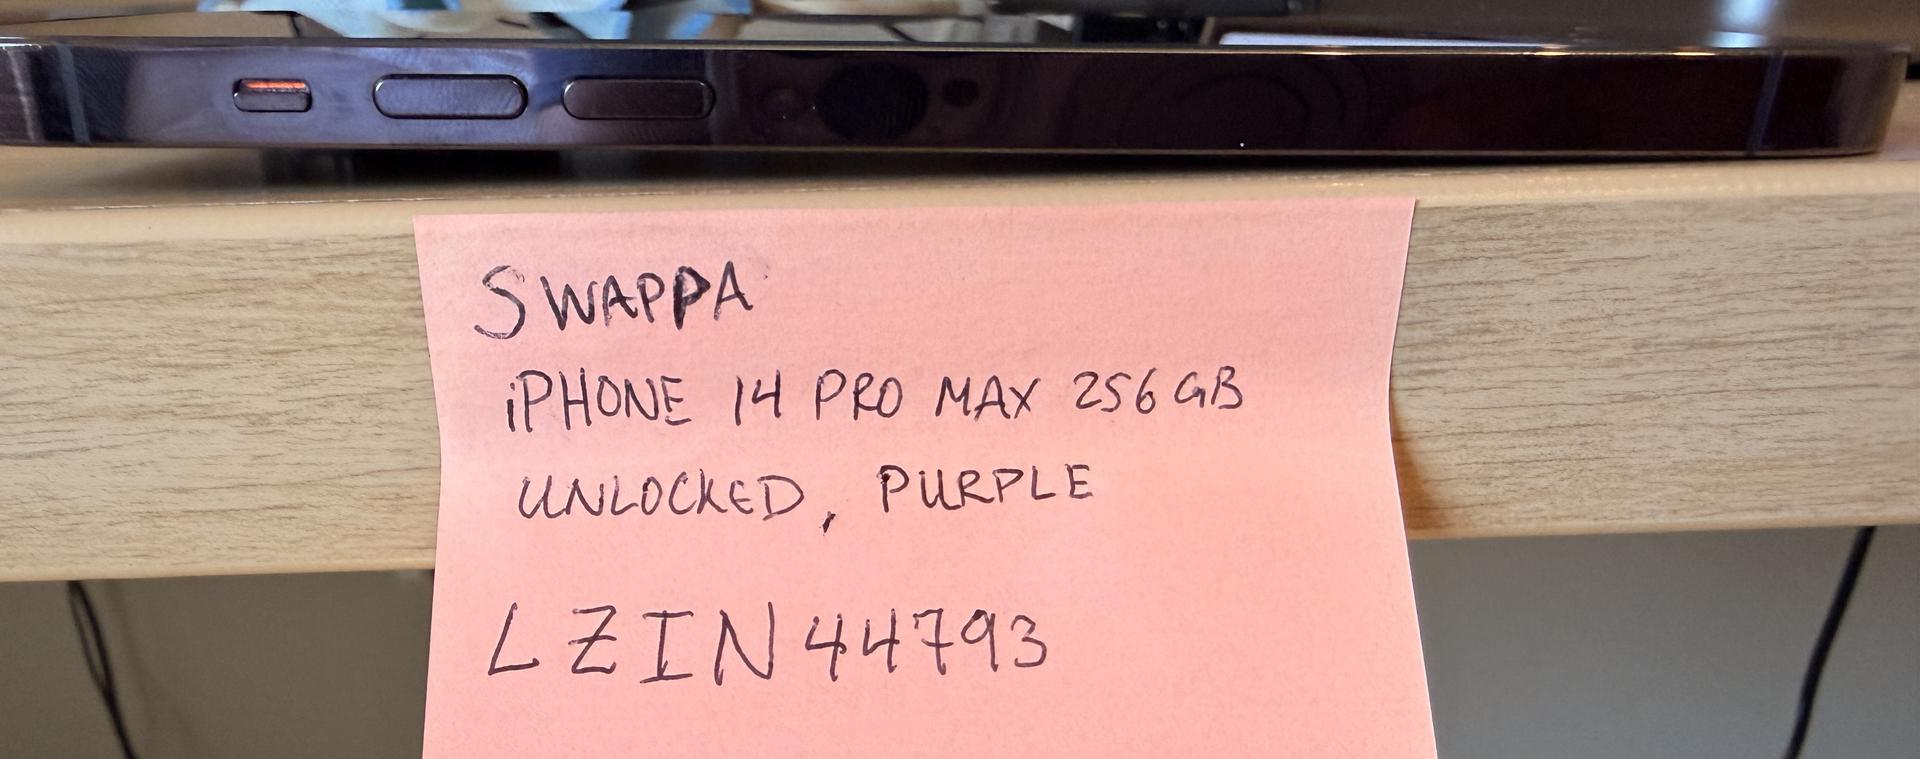 SWAPPA
iPHONE 14 PRO MAX 256GB
UNLOCKED, PURPLE
LZIN44793